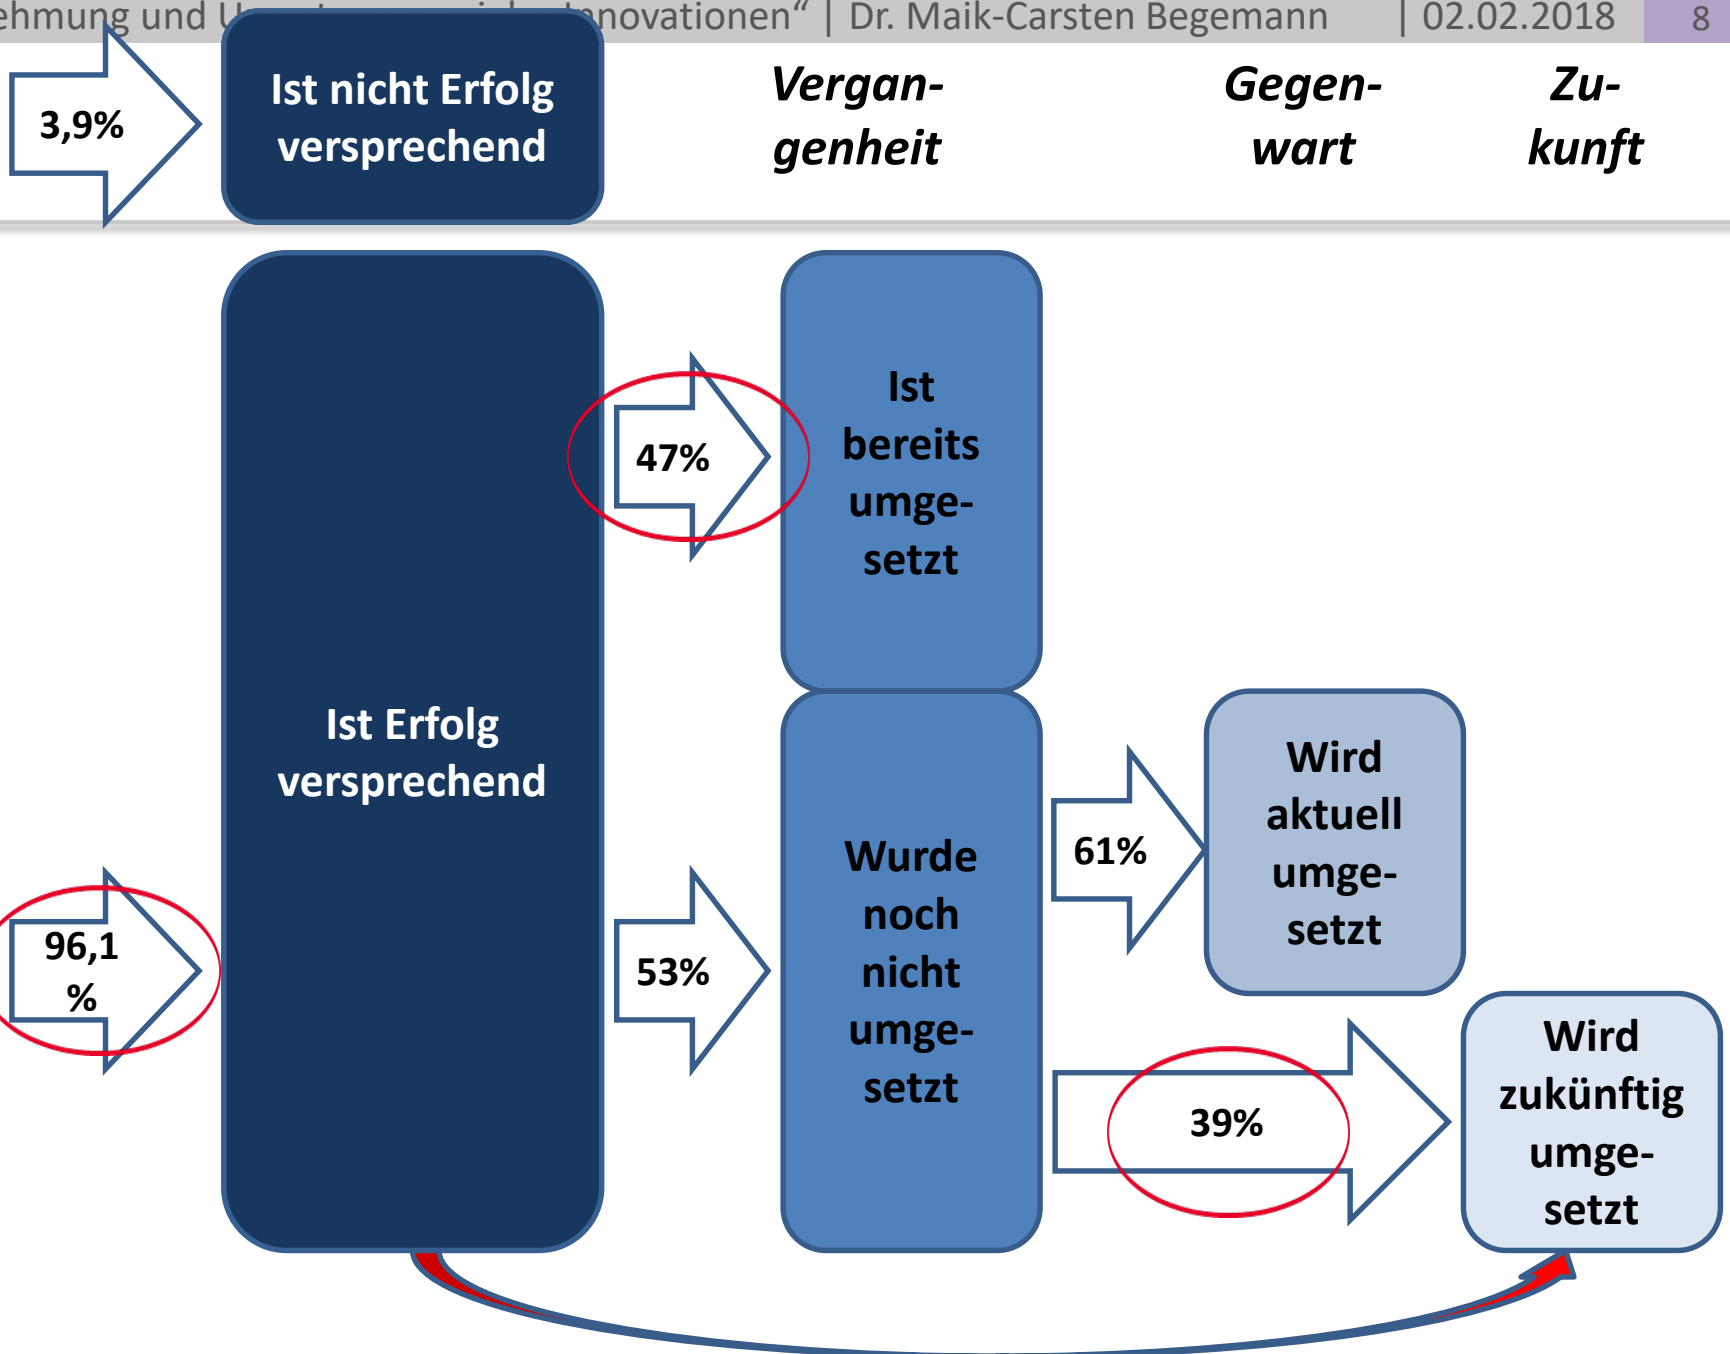 und
Innovationen“ | Dr. Maik-Carsten Begemann | 02.02.2018 8
3,9%
Ist nicht Erfolg
versprechend
Vergan-
genheit
Gegen-
wart
Zu-
kunft
47%
Ist
bereits
umge-
setzt
Ist Erfolg
versprechend
96,1
%
53%
Wurde
noch
nicht
umge-
setzt
61%
Wird
aktuell
umge-
setzt
39%
Wird
zukünftig
umge-
setzt